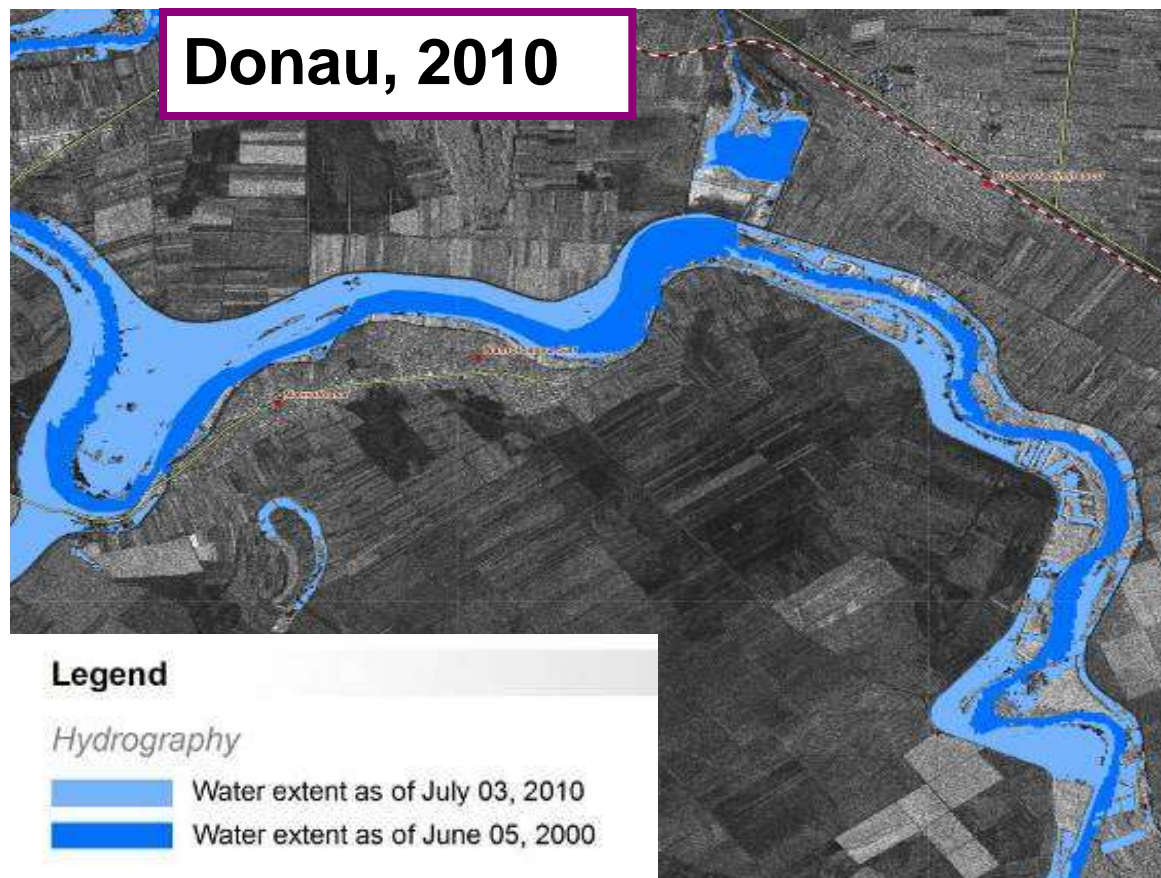 Donau, 2010
Legend
Hydrography
Water extent as of July 03, 2010
Water extent as of June 05, 2000